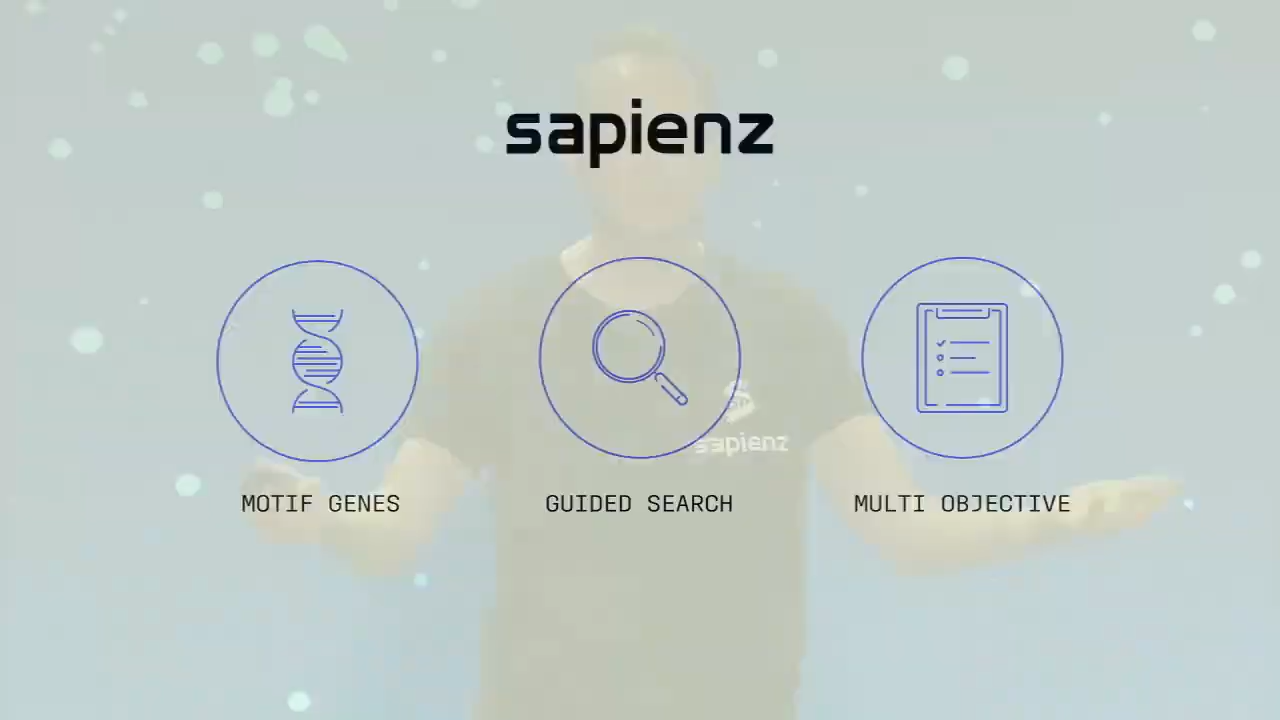 sapienz
sapienz
MOTIF GENES
GUIDED SEARCH
MULTI OBJECTIVE